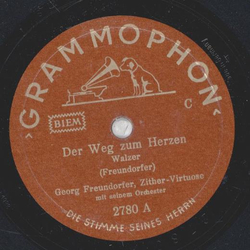 GRAMMOPHON
BIEM
C
Der Weg zum Herzen
Walzer
(Freundorfer)
Georg Freundorfer, Zither-Virtuose
mit seinem Orchester
2780 A
„DIE STIMME SEINES HERRN”